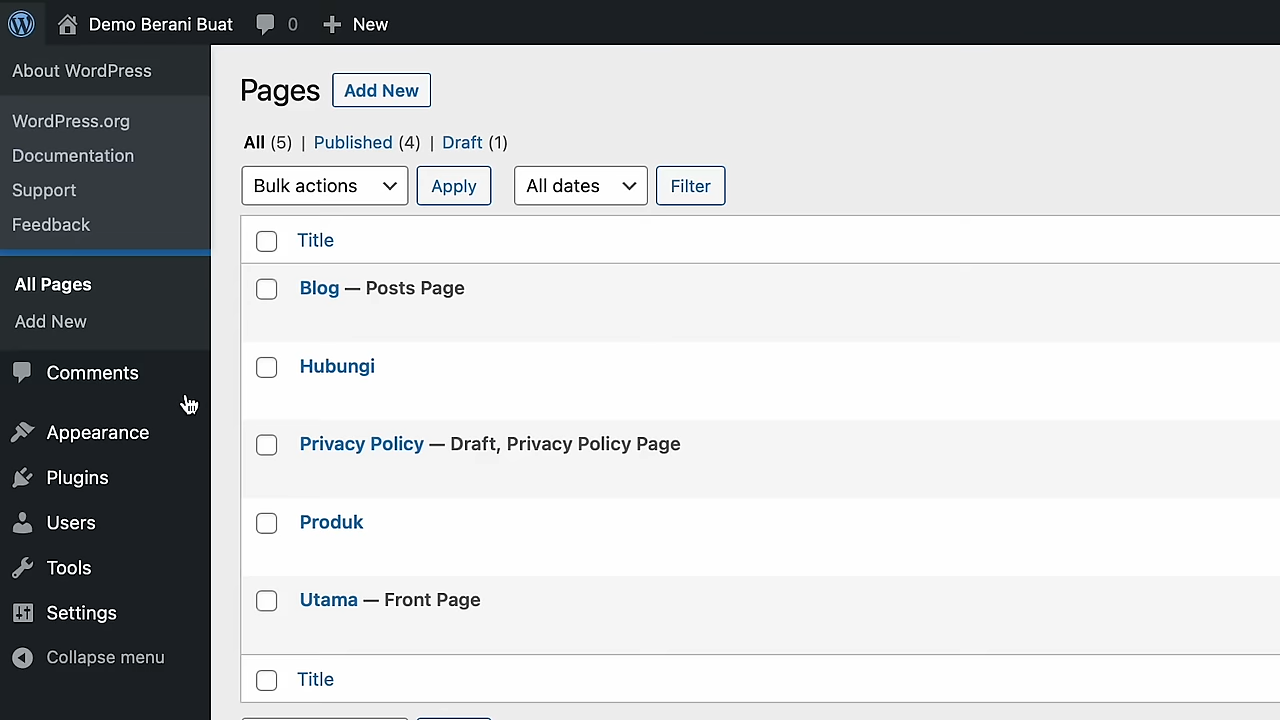 Demo Berani Buat 0 New
About WordPress
WordPress.org
Documentation
Support
Feedback
All Pages
Add New
Comments
Appearance
Plugins
Users
Tools
Settings
Collapse menu
Pages Add New
All (5) | Published (4) | Draft (1)
Bulk actions Apply All dates Filter
Title
Blog — Posts Page
Hubungi
Privacy Policy — Draft, Privacy Policy Page
Produk
Utama — Front Page
Title